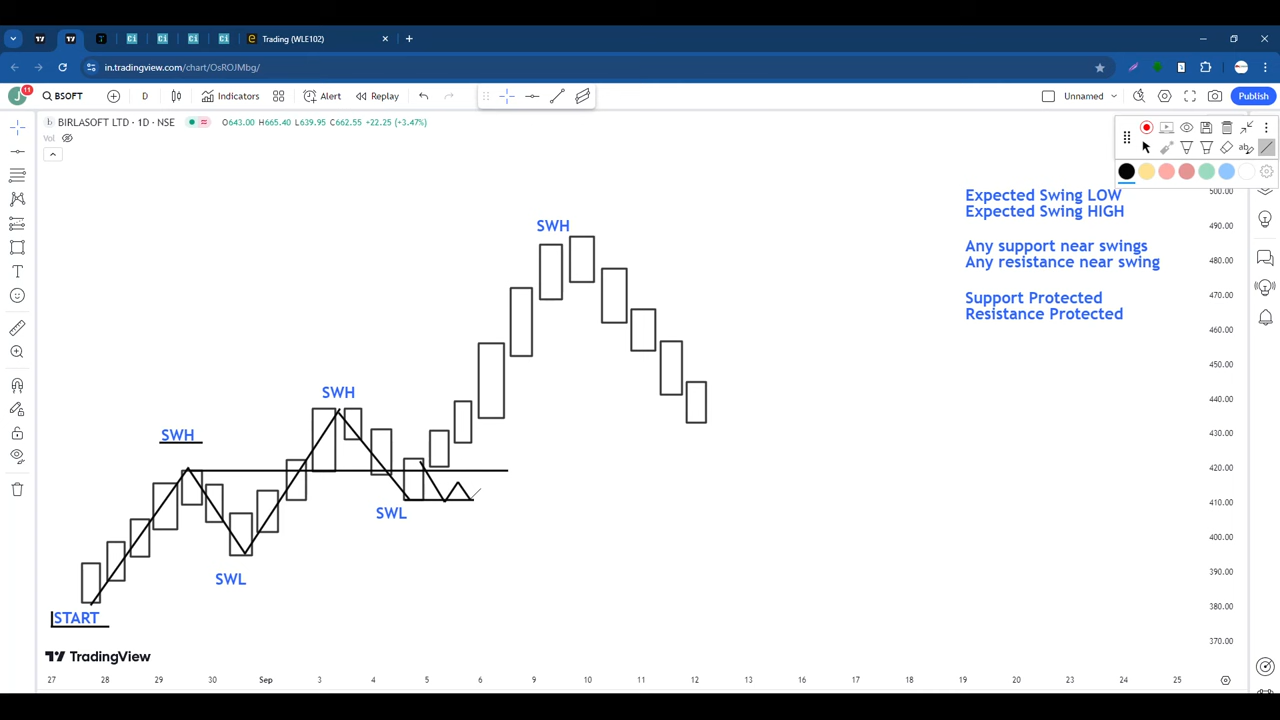 Trading (WLE102)
in.tradingview.com/chart/OsROJMbg/
J
11
BSOFT
D
Indicators
Alert
Replay
Unnamed
Publish
b BIRLASOFT LTD · 1D · NSE
O643.00 H665.40 L639.95 C662.55 +22.25 (+3.47%)
Vol
Expected Swing LOW
Expected Swing HIGH
Any support near swings
Any resistance near swing
Support Protected
Resistance Protected
SWH
SWH
SWH
SWL
SWL
START
TradingView
500.00
490.00
480.00
470.00
460.00
450.00
440.00
430.00
420.00
410.00
400.00
390.00
380.00
370.00
27 28 29 30 Sep 3 4 5 6 9 10 11 12 13 16 17 18 19 20 23 24 25